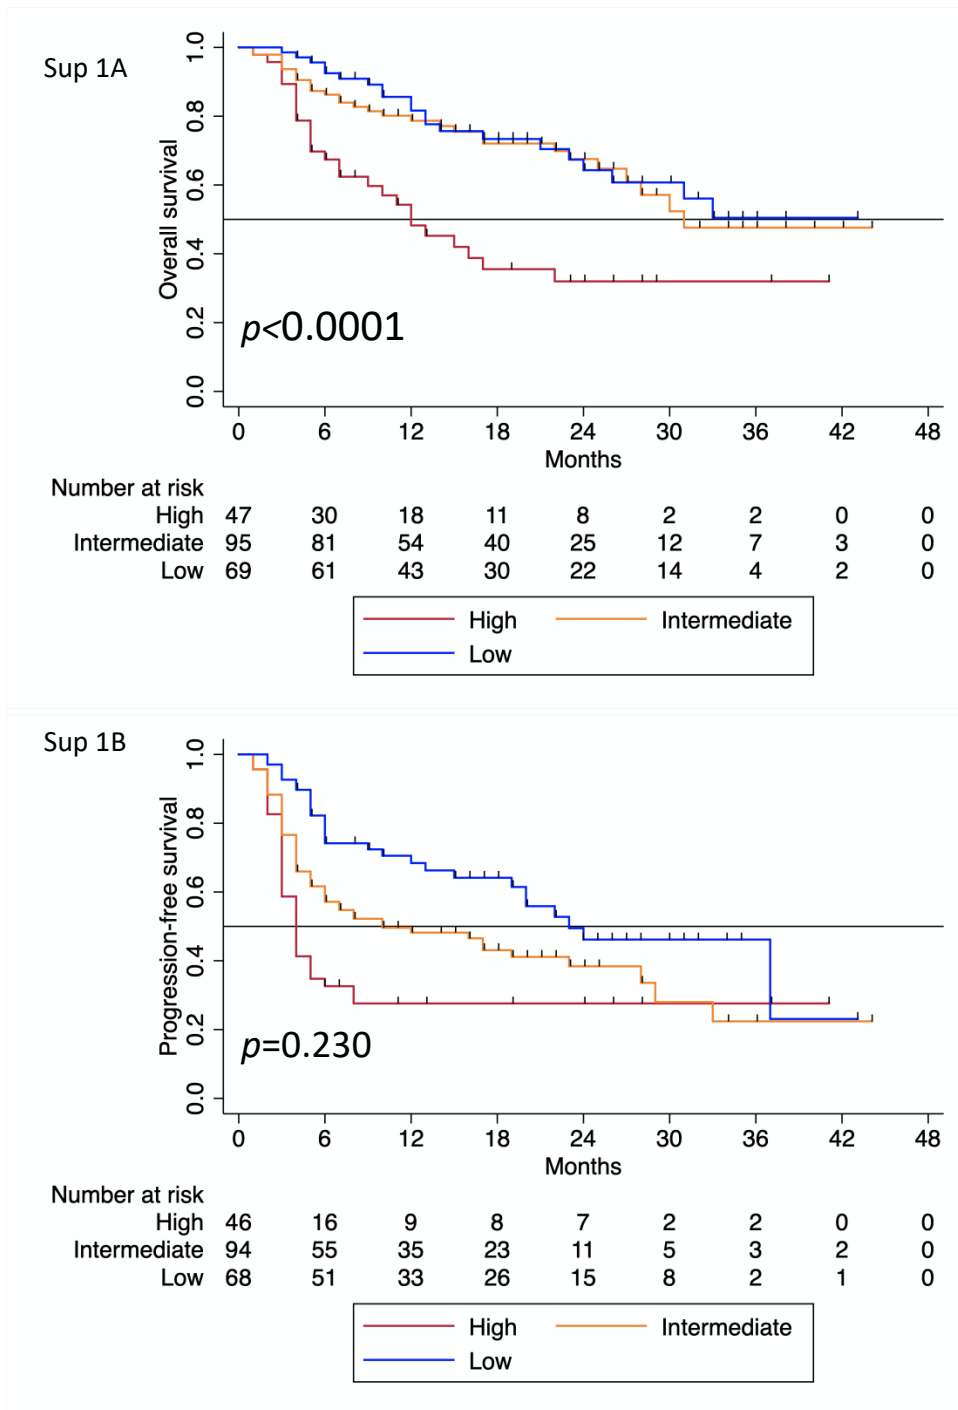 Sup 1A
Overall survival
1.0
0.8
0.6
0.4
0.2
0.0
p<0.0001
0 6 12 18 24 30 36 42 48
Months
Number at risk
High 47 30 18 11 8 2 2 0 0
Intermediate 95 81 54 40 25 12 7 3 0
Low 69 61 43 30 22 14 4 2 0
High Intermediate
Low
Sup 1B
Progression-free survival
1.0
0.8
0.6
0.4
0.2
0.0
p=0.230
0 6 12 18 24 30 36 42 48
Months
Number at risk
High 46 16 9 8 7 2 2 0 0
Intermediate 94 55 35 23 11 5 3 2 0
Low 68 51 33 26 15 8 2 1 0
High Intermediate
Low